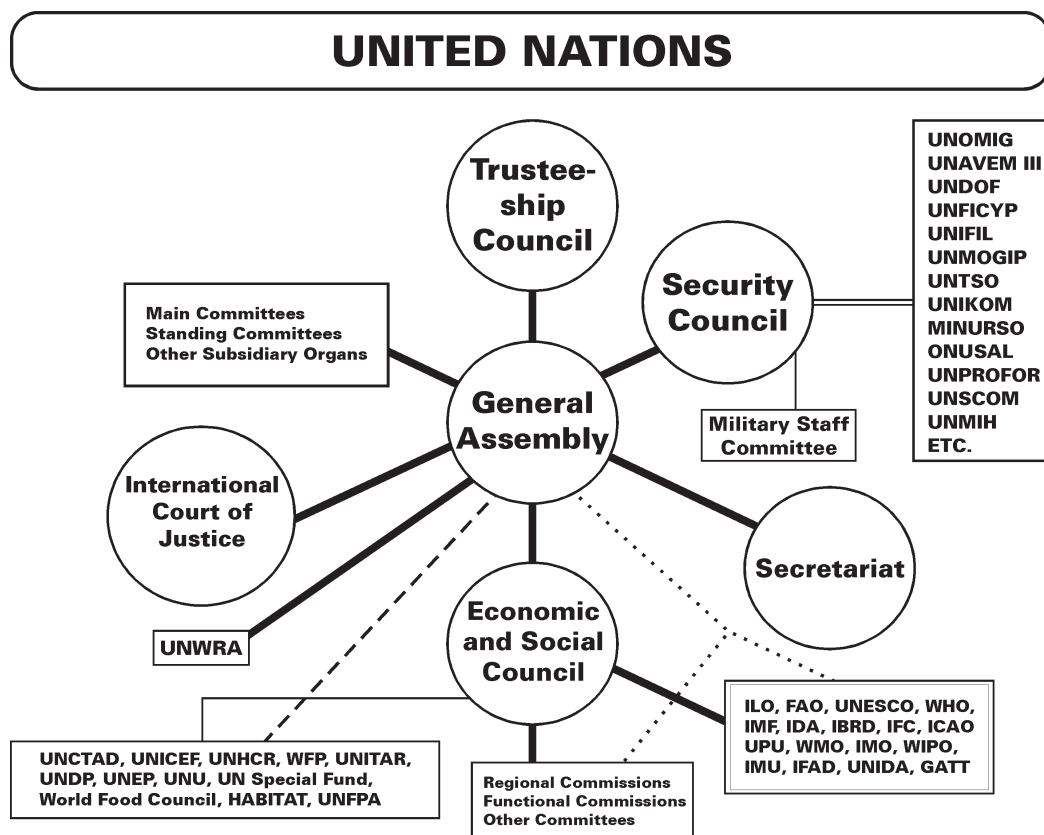 UNITED NATIONS
Trustee-
ship
Council
Security
Council
UNOMIG
UNAVEM III
UNDOF
UNFICYP
UNIFIL
UNMOGIP
UNTSO
UNIKOM
MINURSO
ONUSAL
UNPROFOR
UNSCOM
UNMIH
ETC.
Main Committees
Standing Committees
Other Subsidiary Organs
General
Assembly
Military Staff
Committee
International
Court of
Justice
Secretariat
UNWRA
Economic
and Social
Council
ILO, FAO, UNESCO, WHO,
IMF, IDA, IBRD, IFC, ICAO
UPU, WMO, IMO, WIPO,
IMU, IFAD, UNIDA, GATT
UNCTAD, UNICEF, UNHCR, WFP, UNITAR,
UNDP, UNEP, UNU, UN Special Fund,
World Food Council, HABITAT, UNFPA
Regional Commissions
Functional Commissions
Other Committees